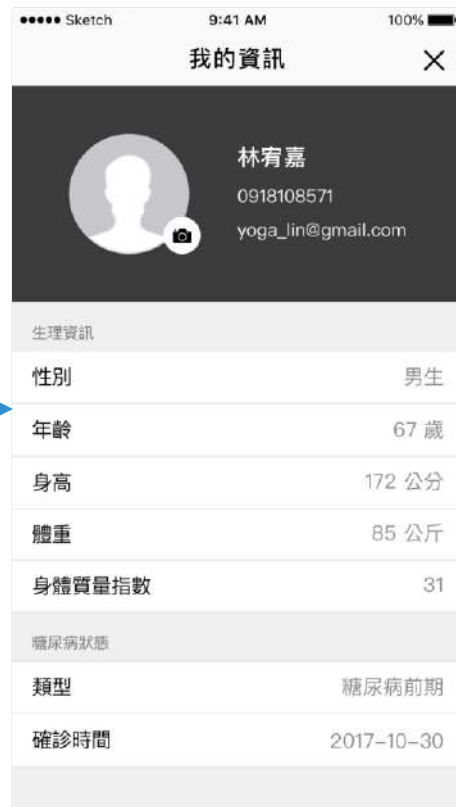 ●●●●● Sketch 9:41 AM 100%
我的資訊
林宥嘉
0918108571
yoga_lin@gmail.com
生理資訊
性別 男生
年齡 67 歲
身高 172 公分
體重 85 公斤
身體質量指數 31
糖尿病狀態
類型 糖尿病前期
確診時間 2017-10-30